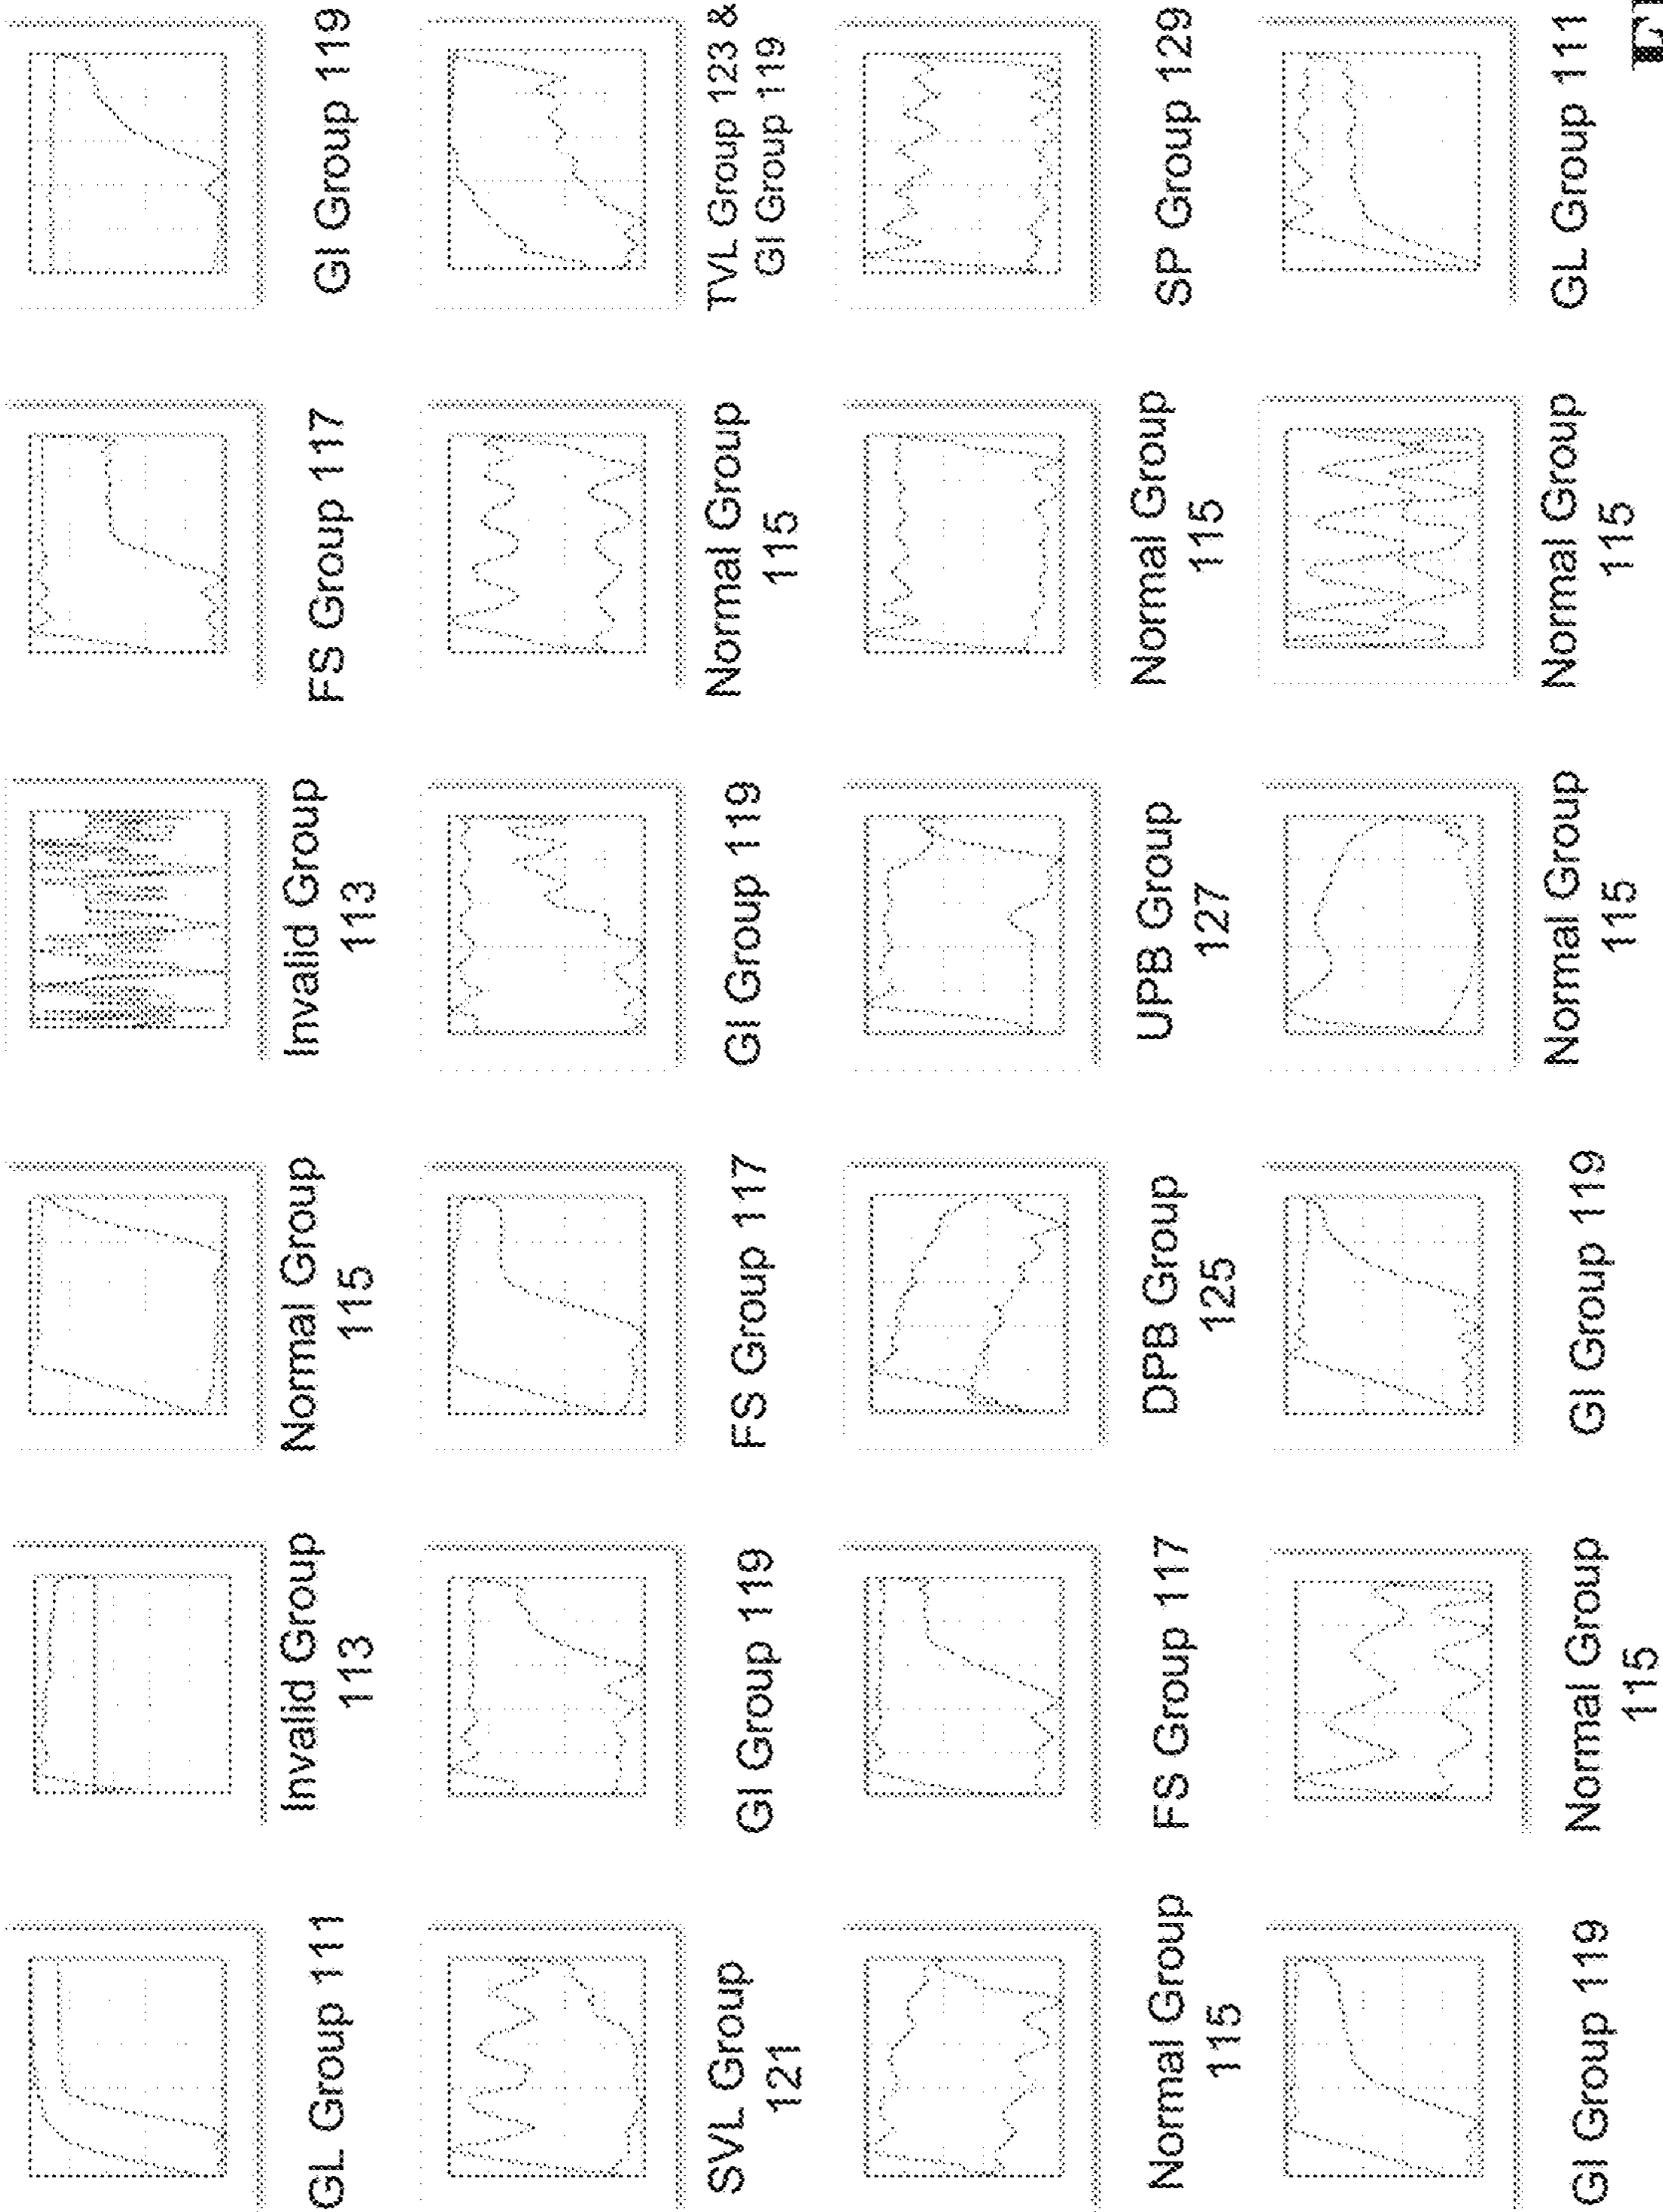 GL Group 111
Invalid Group
113
Normal Group
115
Invalid Group
113
FS Group 117
GI Group 119
SVL Group
121
GI Group 119
FS Group 117
GI Group 119
Normal Group
115
TVL Group 123 &
GI Group 119
Normal Group
115
FS Group 117
DPB Group
125
UPB Group
127
Normal Group
115
SP Group 129
GI Group 119
Normal Group
115
GI Group 119
Normal Group
115
Normal Group
115
GL Group 111